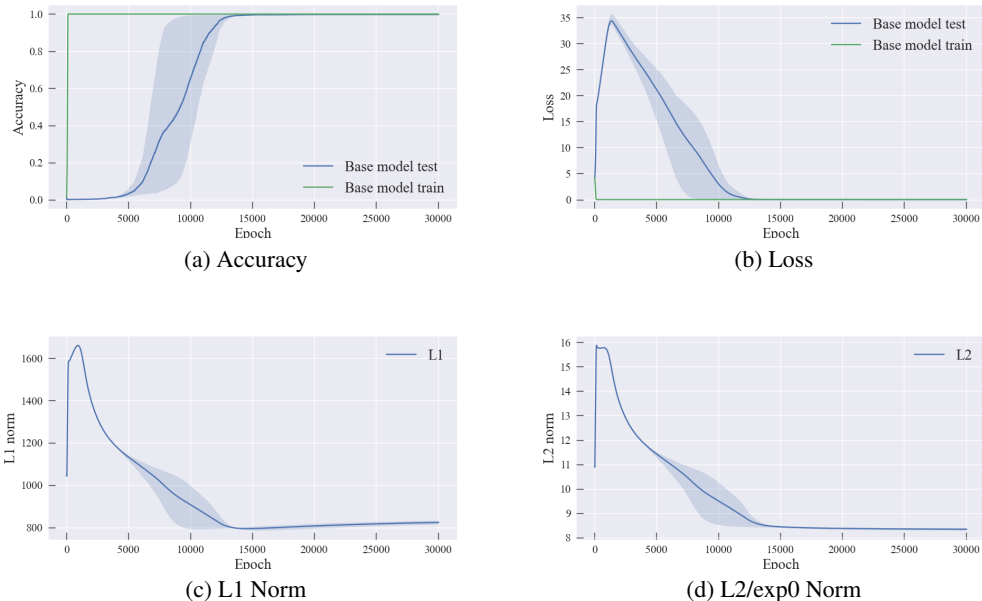 1.0
0.8
0.6
0.4
0.2
0.0
Accuracy
Base model test
Base model train
0 5000 10000 15000 20000 25000 30000
Epoch
(a) Accuracy
35
30
25
20
15
10
5
0
Loss
Base model test
Base model train
0 5000 10000 15000 20000 25000 30000
Epoch
(b) Loss
1600
1400
1200
1000
800
L1 norm
L1
0 5000 10000 15000 20000 25000 30000
Epoch
(c) L1 Norm
16
15
14
13
12
11
10
9
8
L2 norm
L2
0 5000 10000 15000 20000 25000 30000
Epoch
(d) L2/exp0 Norm